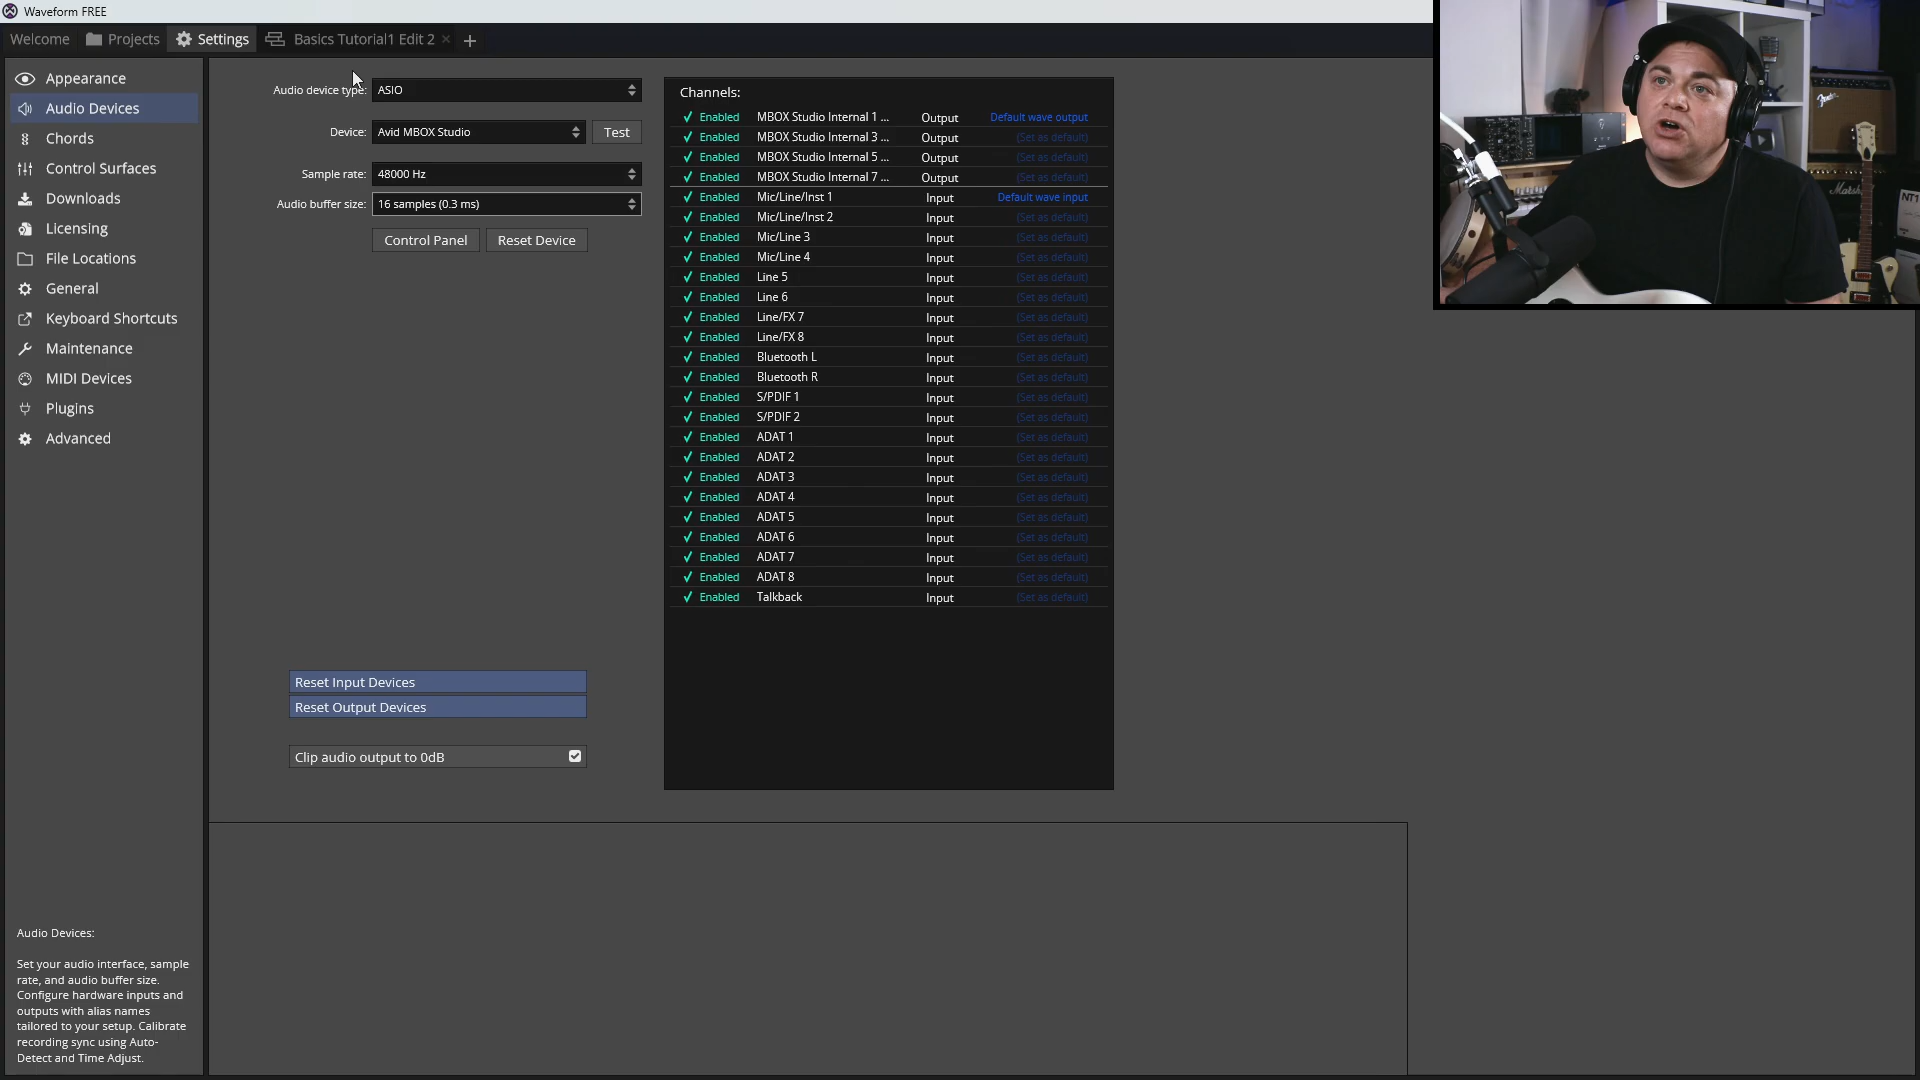 Waveform FREE
Welcome
Projects
Settings
Basics Tutorial1 Edit 2
Appearance
Audio Devices
Chords
Control Surfaces
Downloads
Licensing
File Locations
General
Keyboard Shortcuts
Maintenance
MIDI Devices
Plugins
Advanced
Audio Devices:
Set your audio interface, sample
rate, and audio buffer size.
Configure hardware inputs and
outputs with alias names
tailored to your setup. Calibrate
recording sync using Auto-
Detect and Time Adjust.
Audio device type: ASIO
Device: Avid MBOX Studio Test
Sample rate: 48000 Hz
Audio buffer size: 16 samples (0.3 ms)
Control Panel Reset Device
Reset Input Devices
Reset Output Devices
Clip audio output to 0dB
Channels:
Enabled MBOX Studio Internal 1 ... Output Default wave output
Enabled MBOX Studio Internal 3 ... Output (Set as default)
Enabled MBOX Studio Internal 5 ... Output (Set as default)
Enabled MBOX Studio Internal 7 ... Output (Set as default)
Enabled Mic/Line/Inst 1 Input Default wave input
Enabled Mic/Line/Inst 2 Input (Set as default)
Enabled Mic/Line 3 Input (Set as default)
Enabled Mic/Line 4 Input (Set as default)
Enabled Line 5 Input (Set as default)
Enabled Line 6 Input (Set as default)
Enabled Line/FX 7 Input (Set as default)
Enabled Line/FX 8 Input (Set as default)
Enabled Bluetooth L Input (Set as default)
Enabled Bluetooth R Input (Set as default)
Enabled S/PDIF 1 Input (Set as default)
Enabled S/PDIF 2 Input (Set as default)
Enabled ADAT 1 Input (Set as default)
Enabled ADAT 2 Input (Set as default)
Enabled ADAT 3 Input (Set as default)
Enabled ADAT 4 Input (Set as default)
Enabled ADAT 5 Input (Set as default)
Enabled ADAT 6 Input (Set as default)
Enabled ADAT 7 Input (Set as default)
Enabled ADAT 8 Input (Set as default)
Enabled Talkback Input (Set as default)
Fender
Marshall
NT1